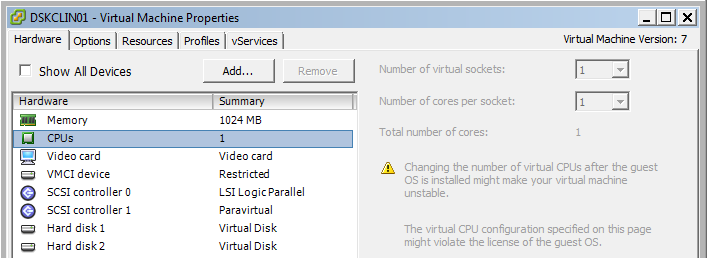 DSKCLIN01 - Virtual Machine Properties
Hardware Options Resources Profiles vServices Virtual Machine Version: 7
Show All Devices Add... Remove
Hardware Summary
Memory 1024 MB
CPUs 1
Video card Video card
VMCI device Restricted
SCSI controller 0 LSI Logic Parallel
SCSI controller 1 Paravirtual
Hard disk 1 Virtual Disk
Hard disk 2 Virtual Disk
Number of virtual sockets: 1
Number of cores per socket: 1
Total number of cores: 1
Changing the number of virtual CPUs after the guest
OS is installed might make your virtual machine
unstable.
The virtual CPU configuration specified on this page
might violate the license of the guest OS.